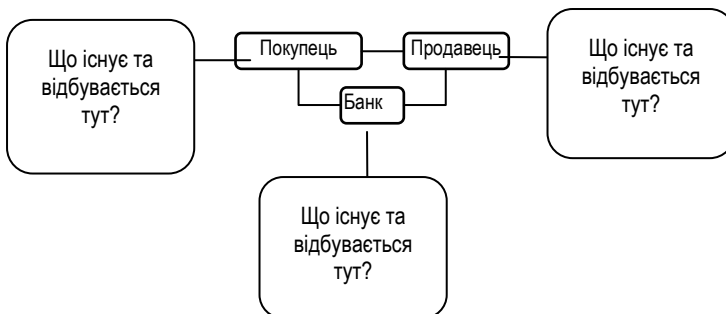 Що існує та
відбувається
тут?
Покупець
Продавець
Що існує та
відбувається
тут?
Банк
Що існує та
відбувається
тут?